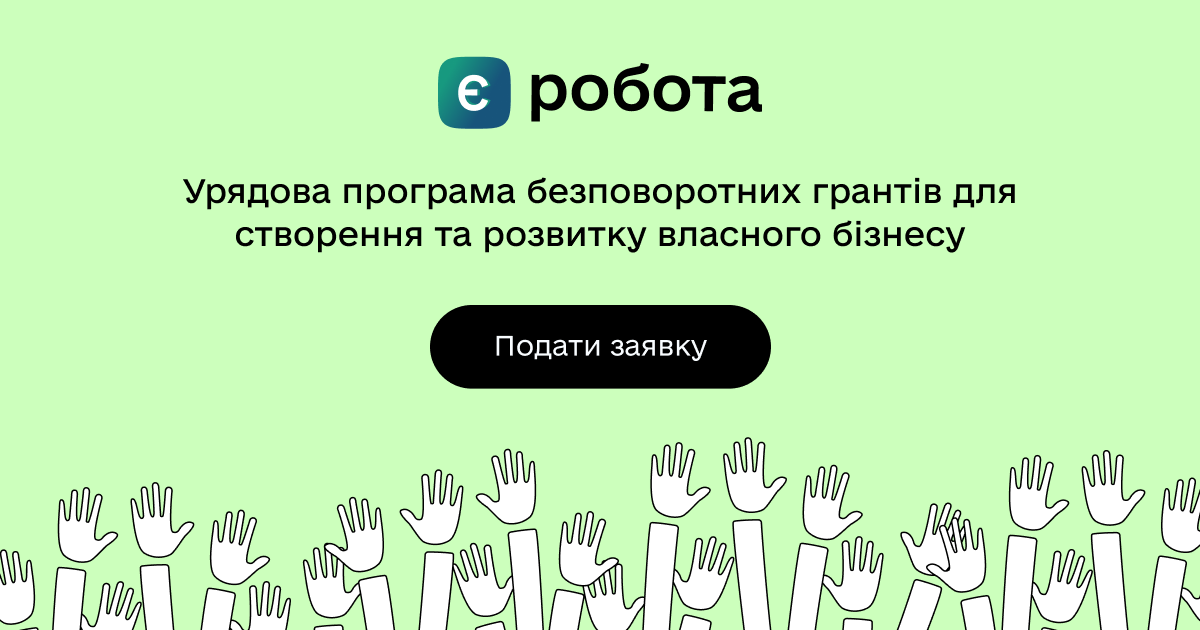 є робота
Урядова програма безповоротних грантів для
створення та розвитку власного бізнесу
Подати заявку